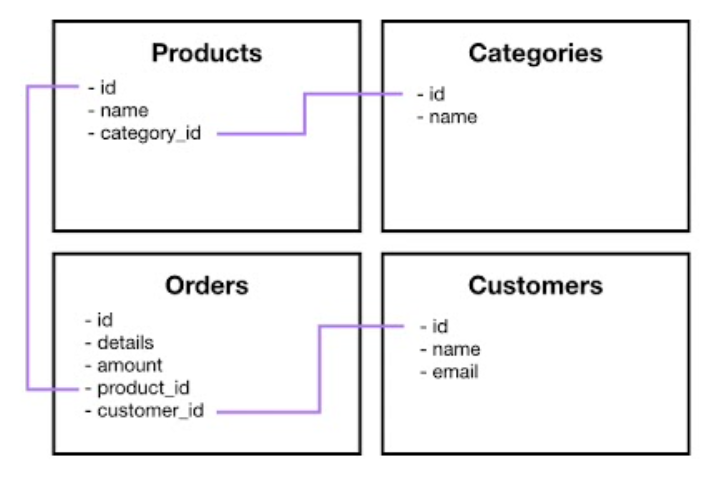 Products
- id
- name
- category_id
Categories
- id
- name
Orders
- id
- details
- amount
- product_id
- customer_id
Customers
- id
- name
- email